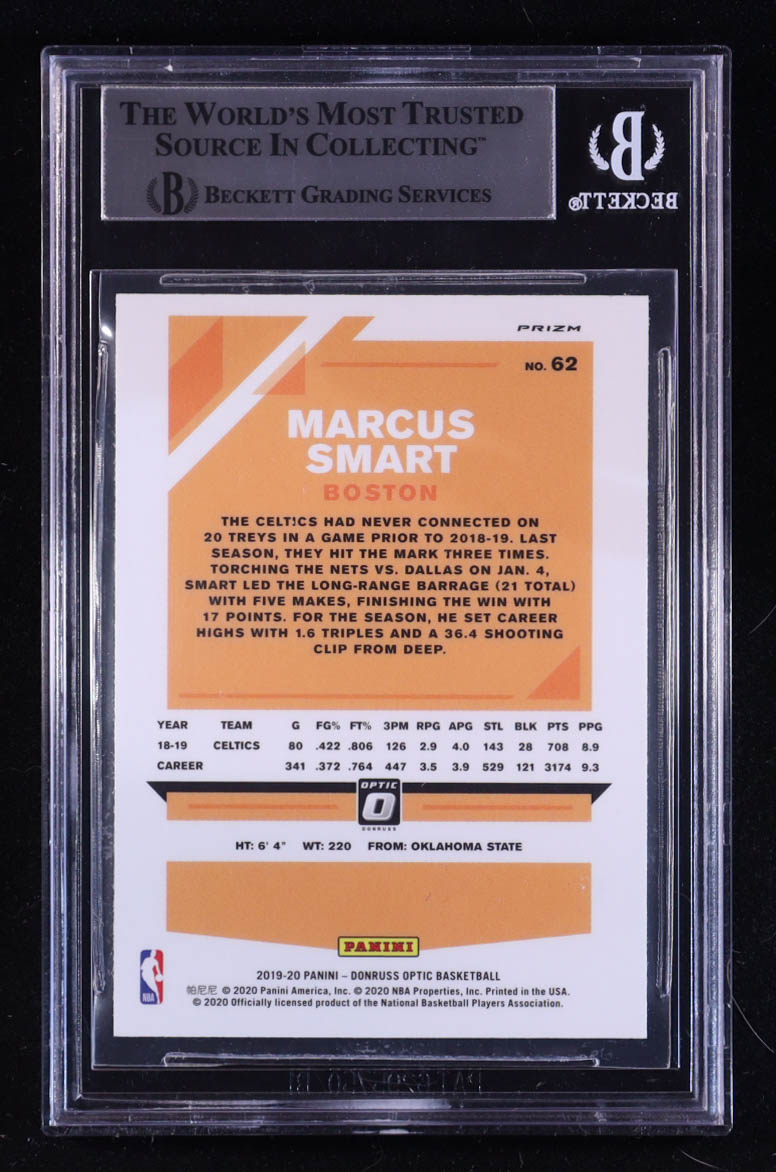 THE WORLD'S MOST TRUSTED
SOURCE IN COLLECTING™
B BECKETT GRADING SERVICES
B
BECKETT®
PRIZM
NO. 62
MARCUS
SMART
BOSTON
THE CELTICS HAD NEVER CONNECTED ON
20 TREYS IN A GAME PRIOR TO 2018-19. LAST
SEASON, THEY HIT THE MARK THREE TIMES.
TORCHING THE NETS VS. DALLAS ON JAN. 4,
SMART LED THE LONG-RANGE BARRAGE (21 TOTAL)
WITH FIVE MAKES, FINISHING THE WIN WITH
17 POINTS. FOR THE SEASON, HE SET CAREER
HIGHS WITH 1.6 TRIPLES AND A 36.4 SHOOTING
CLIP FROM DEEP.
YEAR TEAM G FG% FT% 3PM RPG APG STL BLK PTS PPG
18-19 CELTICS 80 .422 .806 126 2.9 4.0 143 28 708 8.9
CAREER 341 .372 .764 447 3.5 3.9 529 121 3174 9.3
OPTIC
O
DONRUSS
HT: 6' 4" WT: 220 FROM: OKLAHOMA STATE
PANINI
2019-20 PANINI – DONRUSS OPTIC BASKETBALL
帕尼尼 © 2020 Panini America, Inc. © 2020 NBA Properties, Inc. Printed in the USA.
© 2020 Officially licensed product of the National Basketball Players Association.
NBA